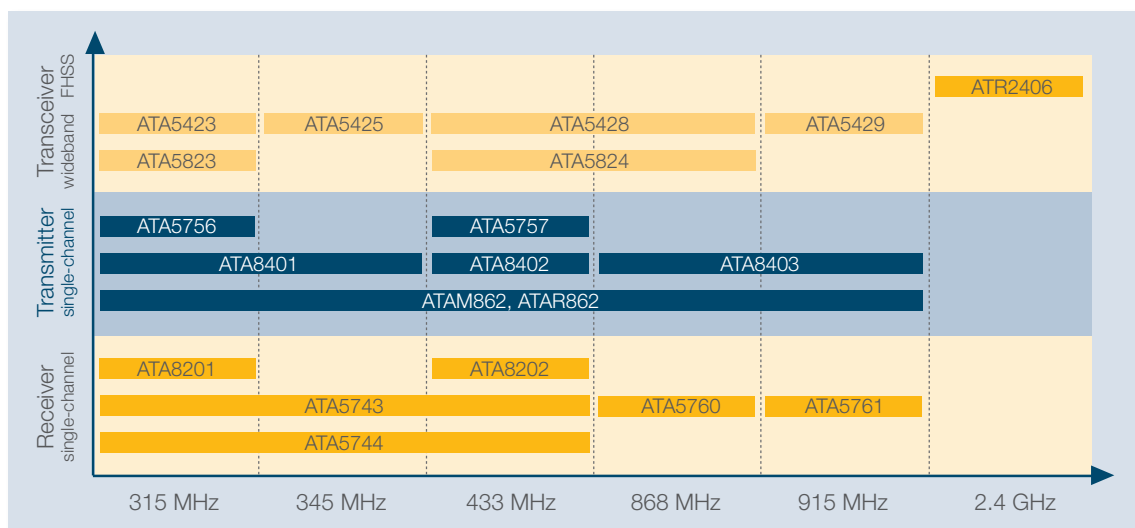 Transceiver
wideband FHSS
ATR2406
ATA5423 ATA5425 ATA5428 ATA5429
ATA5823 ATA5824
Transmitter
single-channel
ATA5756 ATA5757
ATA8401 ATA8402 ATA8403
ATAM862, ATAR862
Receiver
single-channel
ATA8201 ATA8202
ATA5743 ATA5760 ATA5761
ATA5744
315 MHz 345 MHz 433 MHz 868 MHz 915 MHz 2.4 GHz